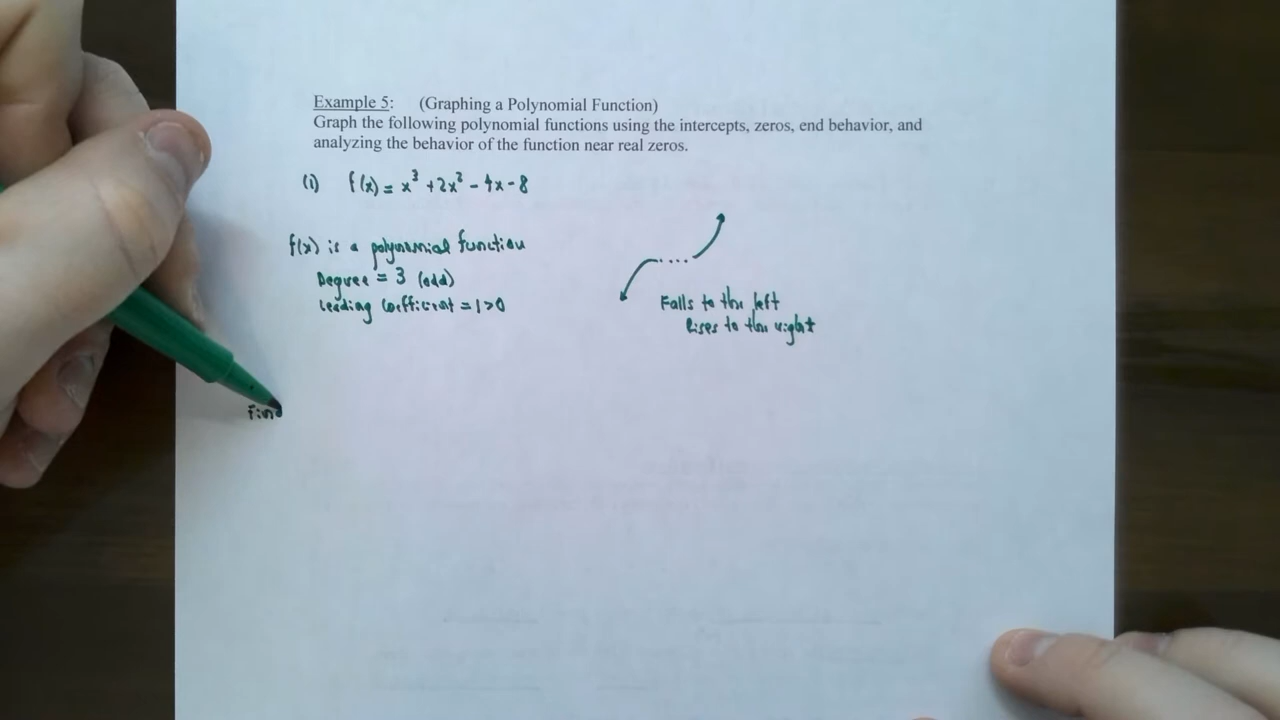 Example 5: (Graphing a Polynomial Function)
Graph the following polynomial functions using the intercepts, zeros, end behavior, and
analyzing the behavior of the function near real zeros.
(1) f(x) = x³ + 2x² - 4x - 8
f(x) is a polynomial function
Degree = 3 (odd)
Leading Coefficient = 1 > 0
Falls to the left
Rises to the right
Find